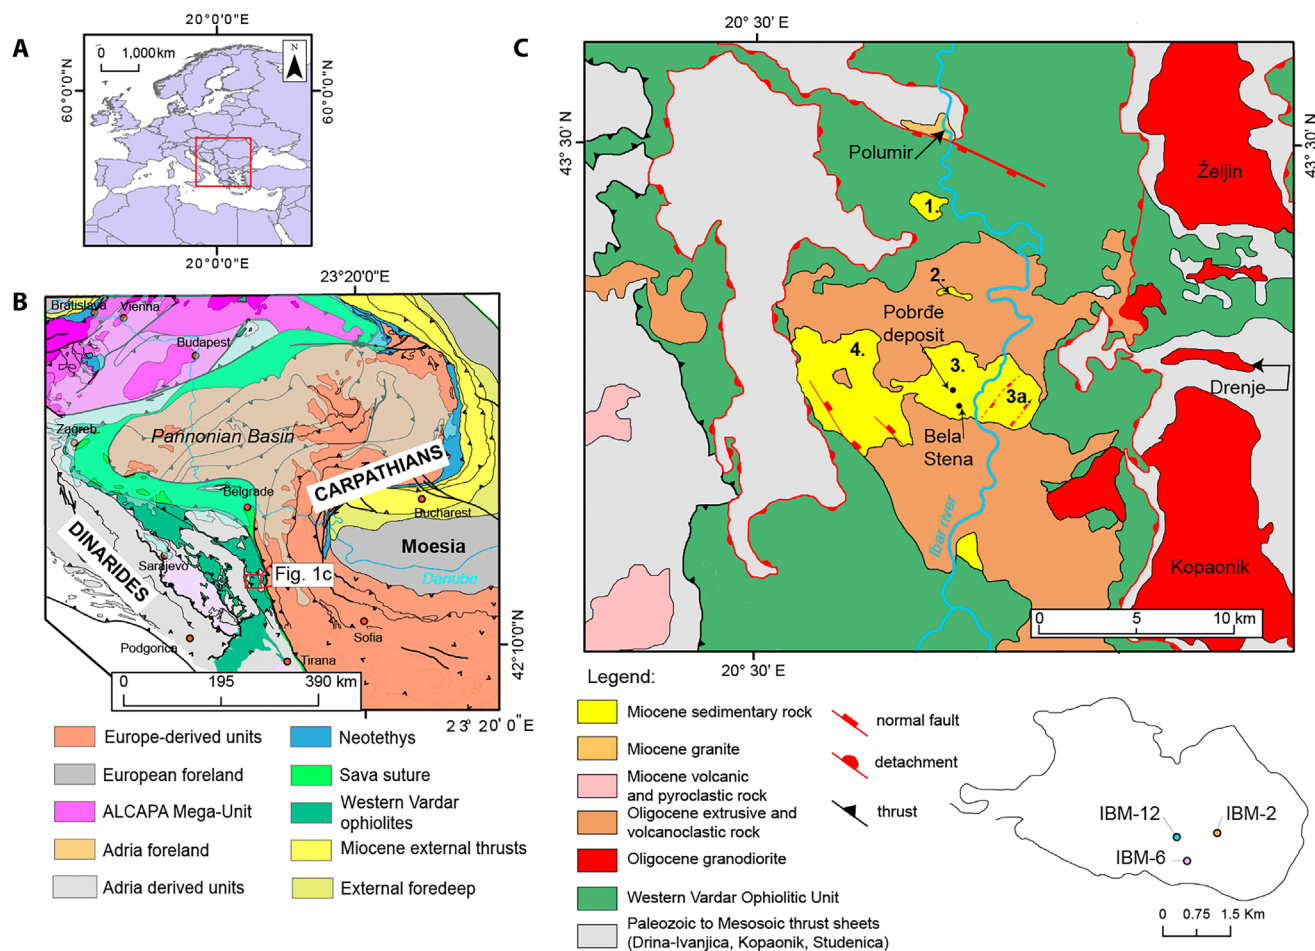 A
20°0'0"E
0 1,000 km
N
60°0'0"N
60°0'0"N
20°0'0"E
B
23°20'0"E
Bratislava
Vienna
Budapest
Zagreb
Pannonian Basin
CARPATHIANS
Belgrade
Bucharest
DINARIDES
Moesia
Sarajevo
Fig. 1c
Danube
Sofia
Podgorica
Tirana
42°10'0"N
0 195 390 km
23° 20' 0"E
Europe-derived units
European foreland
ALCAPA Mega-Unit
Adria foreland
Adria derived units
Neotethys
Sava suture
Western Vardar
ophiolites
Miocene external thrusts
External foredeep
C
20° 30' E
43° 30' N
43° 30' N
Polumir
Željin
1.
2.
Pobrđe
deposit
4.
3.
3a.
Drenje
Bela
Stena
Ibar river
Kopaonik
0 5 10 km
20° 30' E
Legend:
Miocene sedimentary rock
Miocene granite
Miocene volcanic
and pyroclastic rock
Oligocene extrusive and
volcanoclastic rock
Oligocene granodiorite
Western Vardar Ophiolitic Unit
Paleozoic to Mesosoic thrust sheets
(Drina-Ivanjica, Kopaonik, Studenica)
normal fault
detachment
thrust
IBM-12
IBM-2
IBM-6
0 0.75 1.5 Km